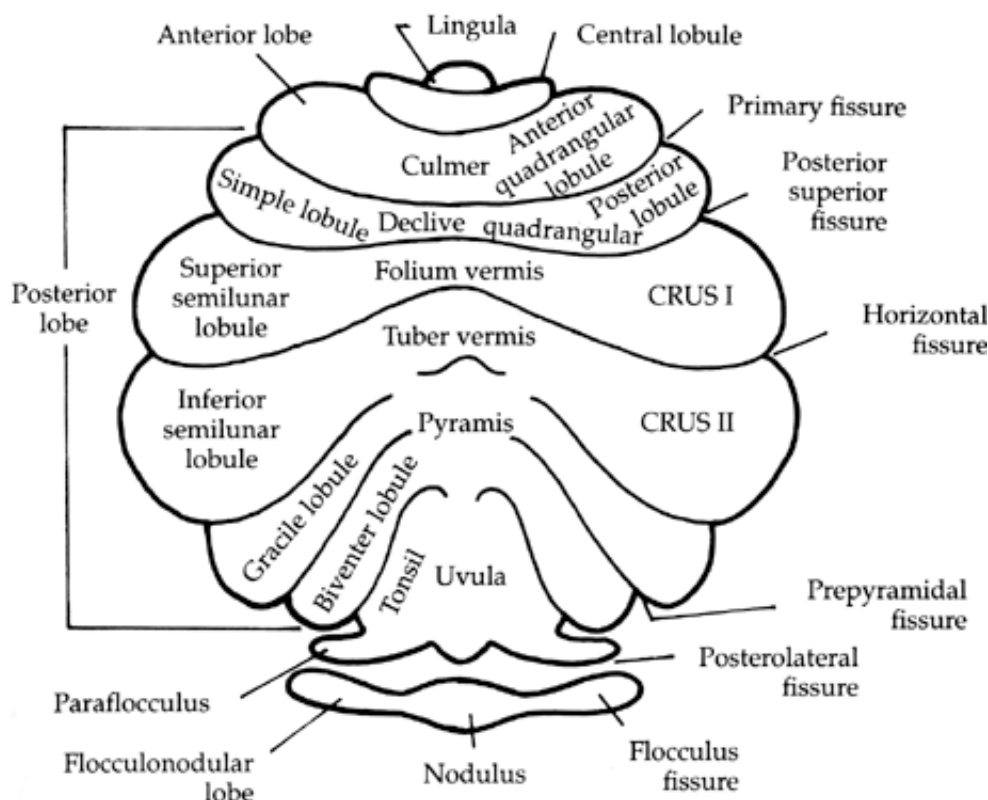 Anterior lobe
Lingula
Central lobule
Primary fissure
Culmer
Anterior
quadrangular
lobule
Posterior
superior
fissure
Simple lobule
Declive
Posterior
quadrangular
lobule
Posterior
lobe
Superior
semilunar
lobule
Folium vermis
CRUS I
Horizontal
fissure
Tuber vermis
Inferior
semilunar
lobule
Pyramis
CRUS II
Gracile lobule
Biventer lobule
Tonsil
Uvula
Prepyramidal
fissure
Posterolateral
fissure
Paraflocculus
Flocculonodular
lobe
Nodulus
Flocculus
fissure